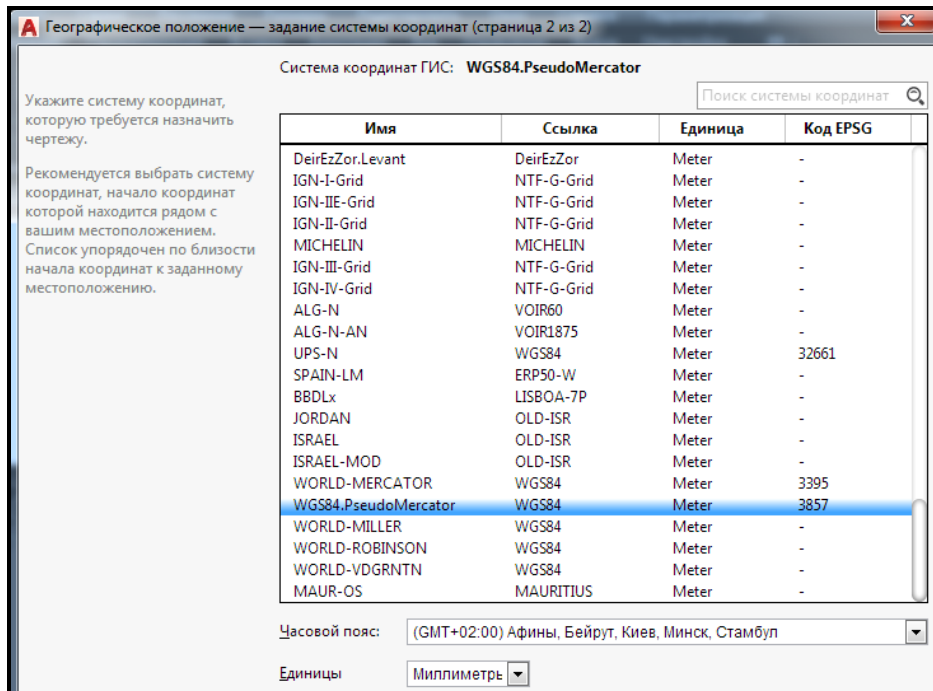 Географическое положение — задание системы координат (страница 2 из 2)
Система координат ГИС: WGS84.PseudoMercator
Поиск системы координат
Укажите систему координат,
которую требуется назначить
чертежу.
Рекомендуется выбрать систему
координат, начало координат
которой находится рядом с
вашим местоположением.
Список упорядочен по близости
начала координат к заданному
местоположению.
Имя Ссылка Единица Код EPSG
DeirEzZor.Levant DeirEzZor Meter -
IGN-I-Grid NTF-G-Grid Meter -
IGN-IIE-Grid NTF-G-Grid Meter -
IGN-II-Grid NTF-G-Grid Meter -
MICHELIN MICHELIN Meter -
IGN-III-Grid NTF-G-Grid Meter -
IGN-IV-Grid NTF-G-Grid Meter -
ALG-N VOIR60 Meter -
ALG-N-AN VOIR1875 Meter -
UPS-N WGS84 Meter 32661
SPAIN-LM ERP50-W Meter -
BBDLx LISBOA-7P Meter -
JORDAN OLD-ISR Meter -
ISRAEL OLD-ISR Meter -
ISRAEL-MOD OLD-ISR Meter -
WORLD-MERCATOR WGS84 Meter 3395
WGS84.PseudoMercator WGS84 Meter 3857
WORLD-MILLER WGS84 Meter -
WORLD-ROBINSON WGS84 Meter -
WORLD-VDGRNTN WGS84 Meter -
MAUR-OS MAURITIUS Meter -
Часовой пояс: (GMT+02:00) Афины, Бейрут, Киев, Минск, Стамбул
Единицы Миллиметры